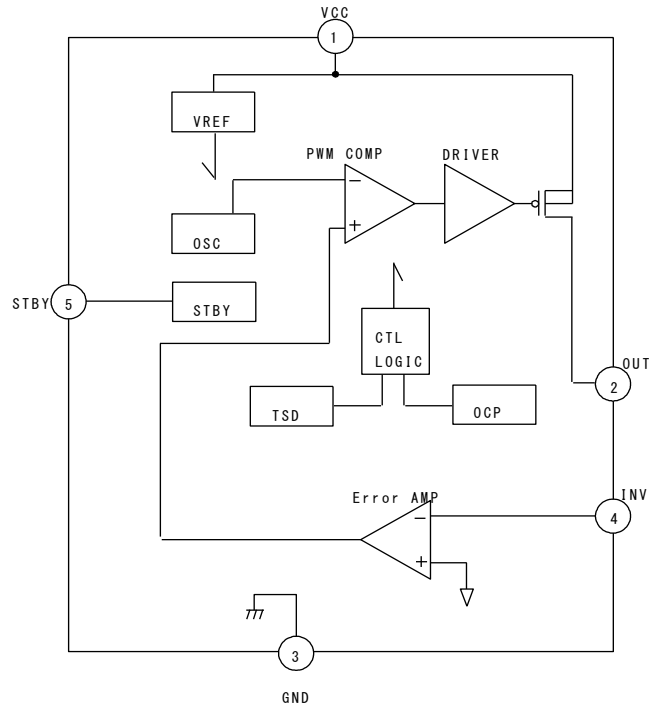 VCC
1
VREF
PWM COMP
DRIVER
−
+
OSC
STBY
5
STBY
CTL
LOGIC
OUT
2
TSD
OCP
Error AMP
INV
4
−
+
3
GND